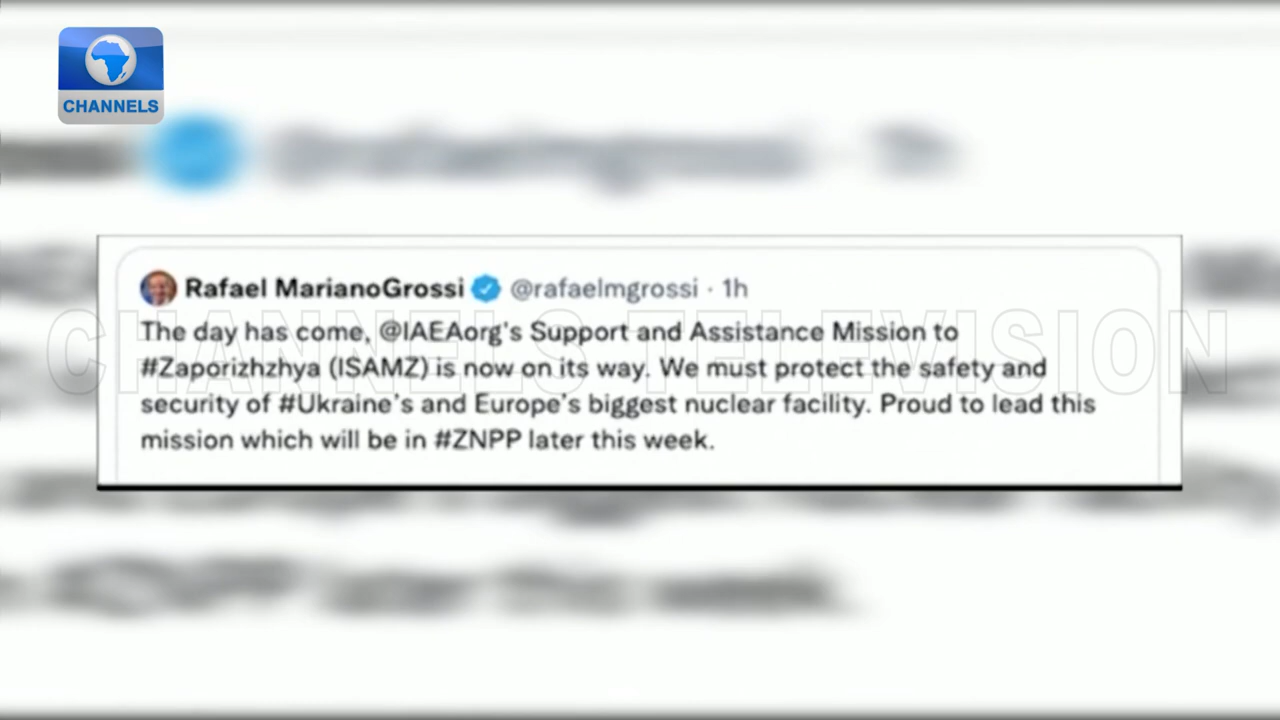 CHANNELS
Rafael MarianoGrossi @rafaelmgrossi · 1h
The day has come, @IAEAorg's Support and Assistance Mission to
#Zaporizhzhya (ISAMZ) is now on its way. We must protect the safety and
security of #Ukraine's and Europe's biggest nuclear facility. Proud to lead this
mission which will be in #ZNPP later this week.
CHANNELS TELEVISION